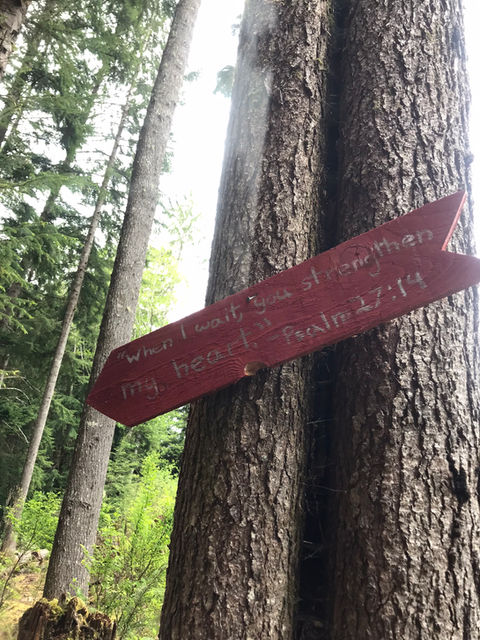 "When I wait, you strengthen
my heart." -Psalm 27:14